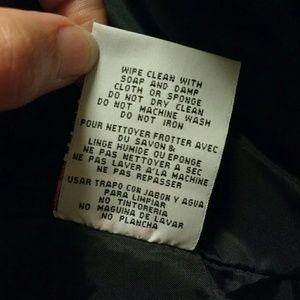 WIPE CLEAN WITH
SOAP AND DAMP
CLOTH OR SPONGE
DO NOT DRY CLEAN
DO NOT MACHINE WASH
DO NOT IRON
POUR NETTOYER FROTTER AVEC
DU SAVON &
LINGE HUMIDE OU EPONGE
NE PAS NETTOYER A SEC
NE PAS LAVER A'LA MACHINE
NE PAS REPASSER
USAR TRAPO CON JABON Y AGUA
PARA LIMPIAR
NO TINTORERIA
NO MAGUINA DE LAVAR
NO PLANCHA